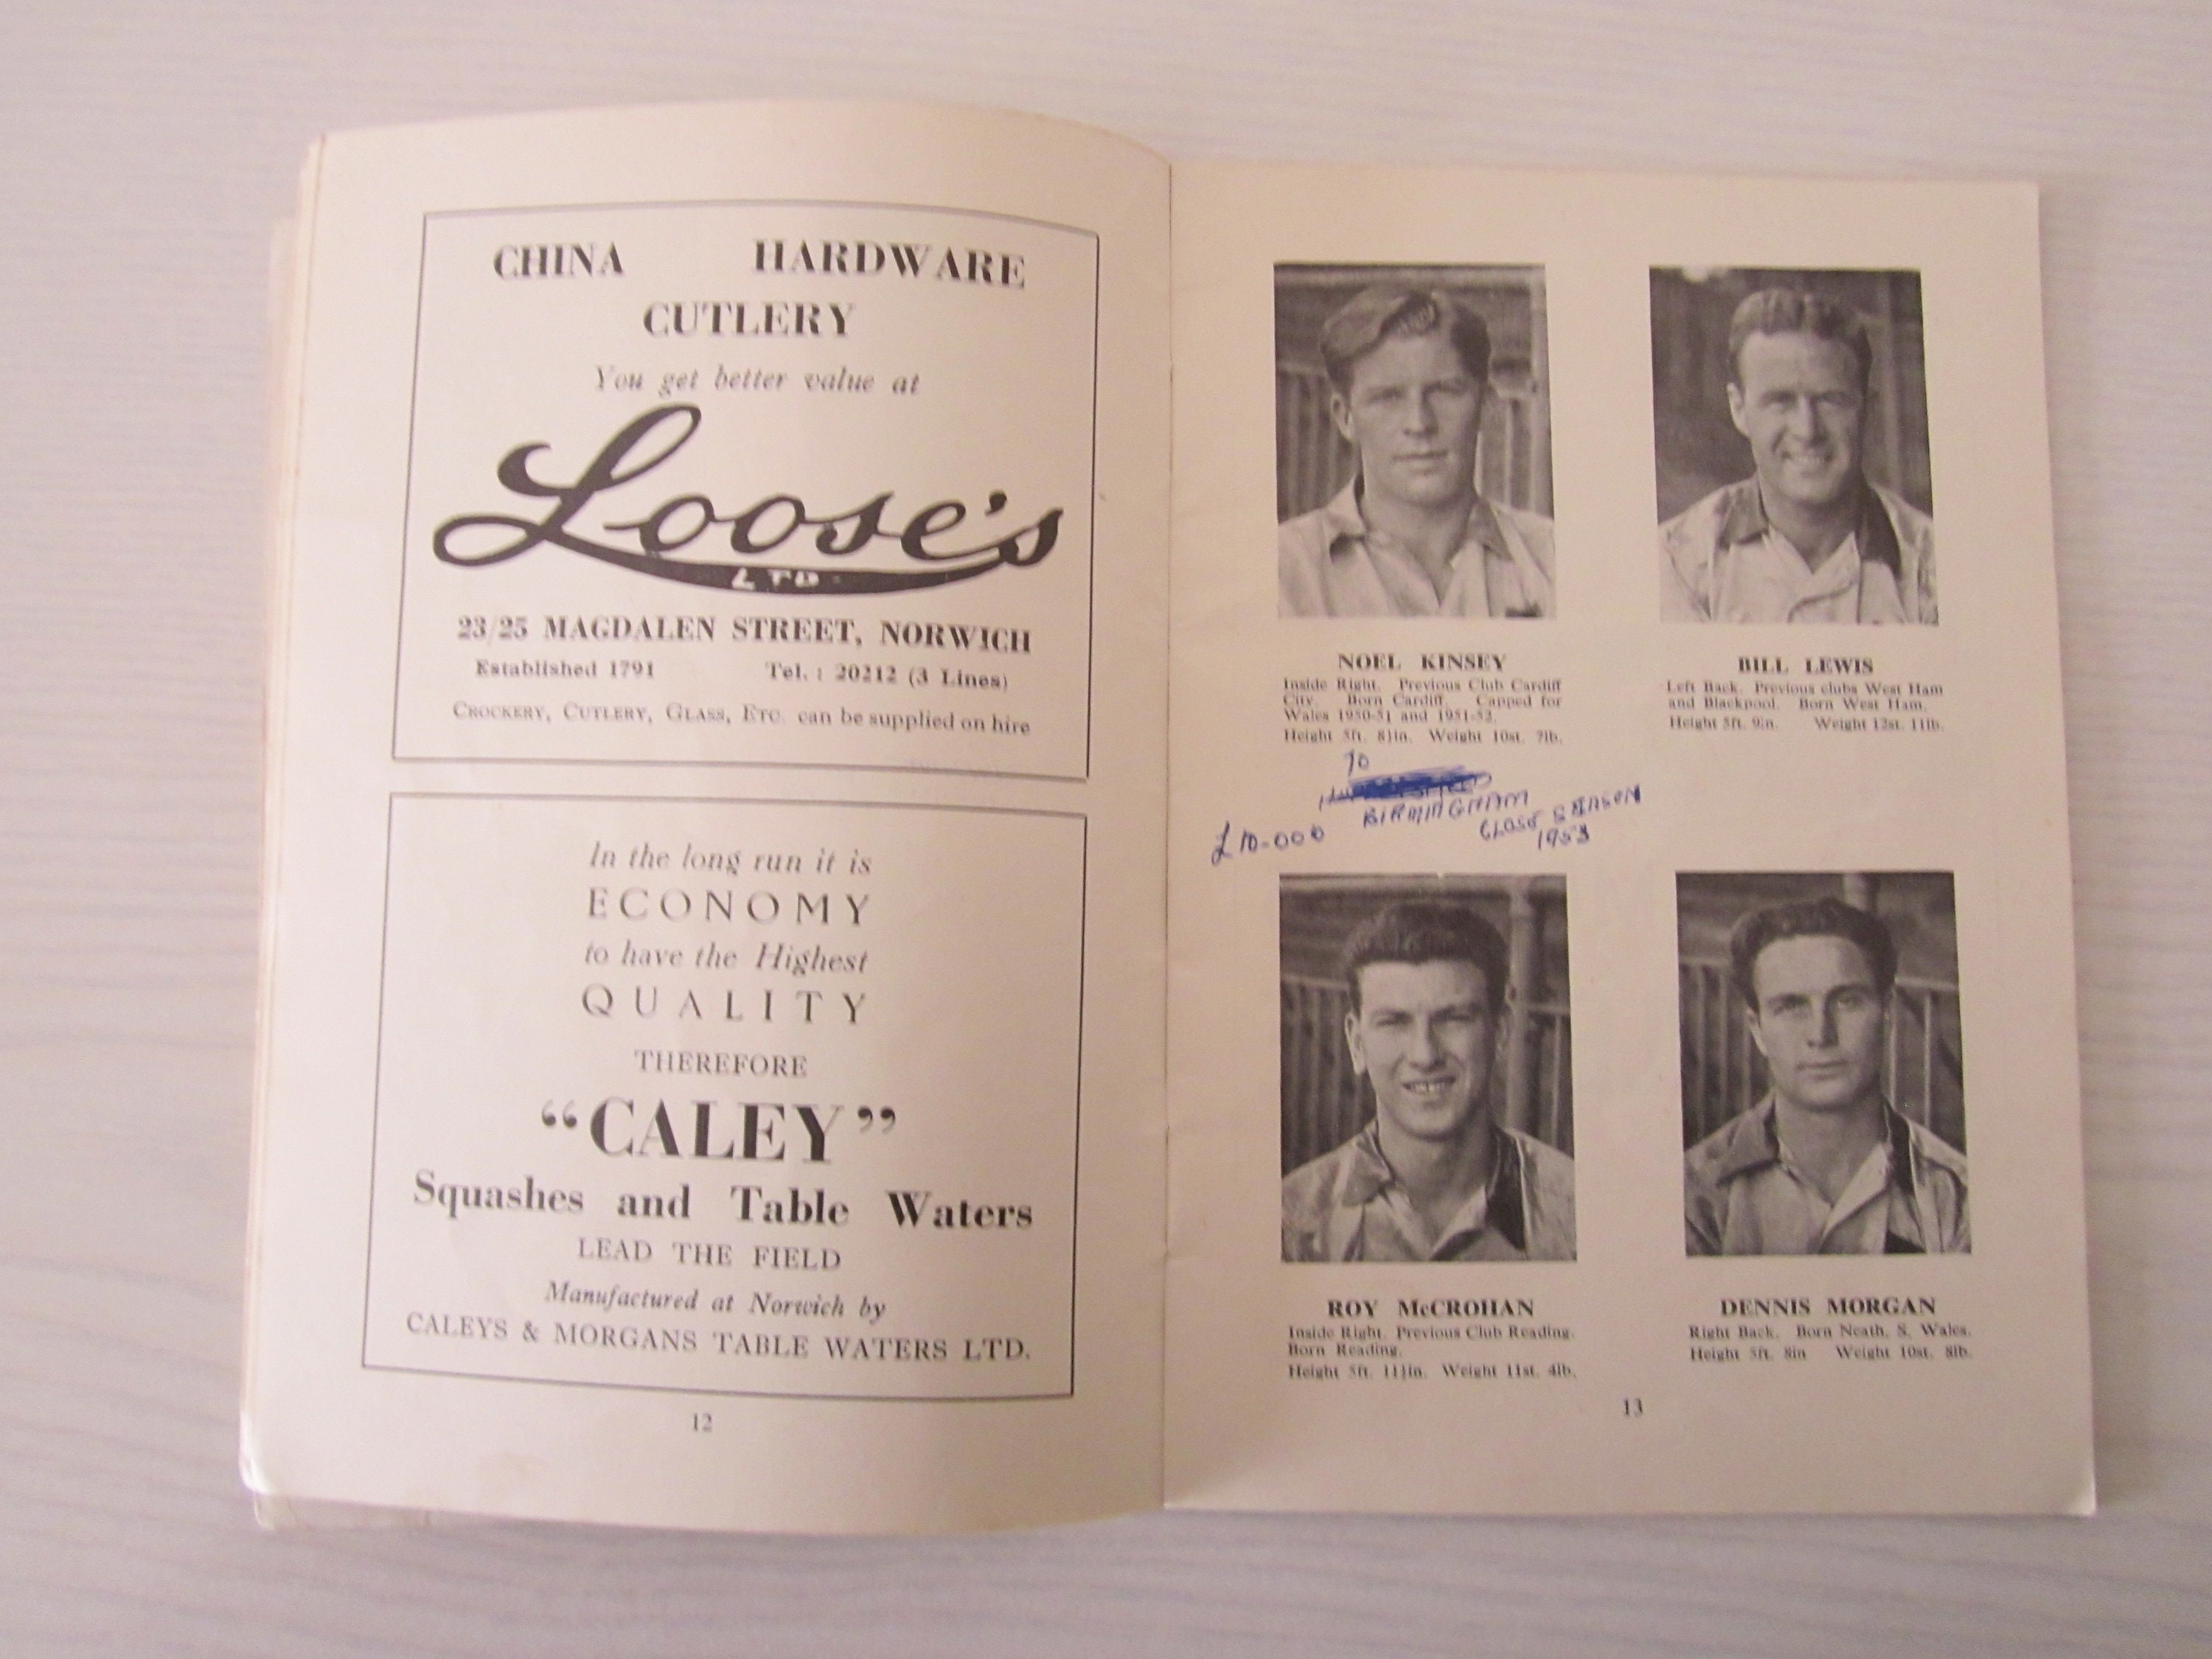 CHINA HARDWARE
CUTLERY
You get better value at
Loose's
LTD
23/25 MAGDALEN STREET, NORWICH
Established 1791 Tel. : 20212 (3 Lines)
CROCKERY, CUTLERY, GLASS, ETC. can be supplied on hire
In the long run it is
ECONOMY
to have the Highest
QUALITY
THEREFORE
"CALEY"
Squashes and Table Waters
LEAD THE FIELD
Manufactured at Norwich by
CALEYS & MORGANS TABLE WATERS LTD.
12
NOEL KINSEY
Inside Right. Previous Club Cardiff
City. Born Cardiff. Capped for
Wales 1950-51 and 1951-52.
Height 5ft. 8½in. Weight 10st. 7lb.
TO
BIRMINGHAM
£10-000
CLOSE SEASON
1953
BILL LEWIS
Left Back. Previous clubs West Ham
and Blackpool. Born West Ham.
Height 5ft. 9in. Weight 12st. 11lb.
ROY McCROHAN
Inside Right. Previous Club Reading.
Born Reading.
Height 5ft. 11½in. Weight 11st. 4lb.
DENNIS MORGAN
Right Back. Born Neath, S. Wales.
Height 5ft. 8in Weight 10st. 8lb.
13